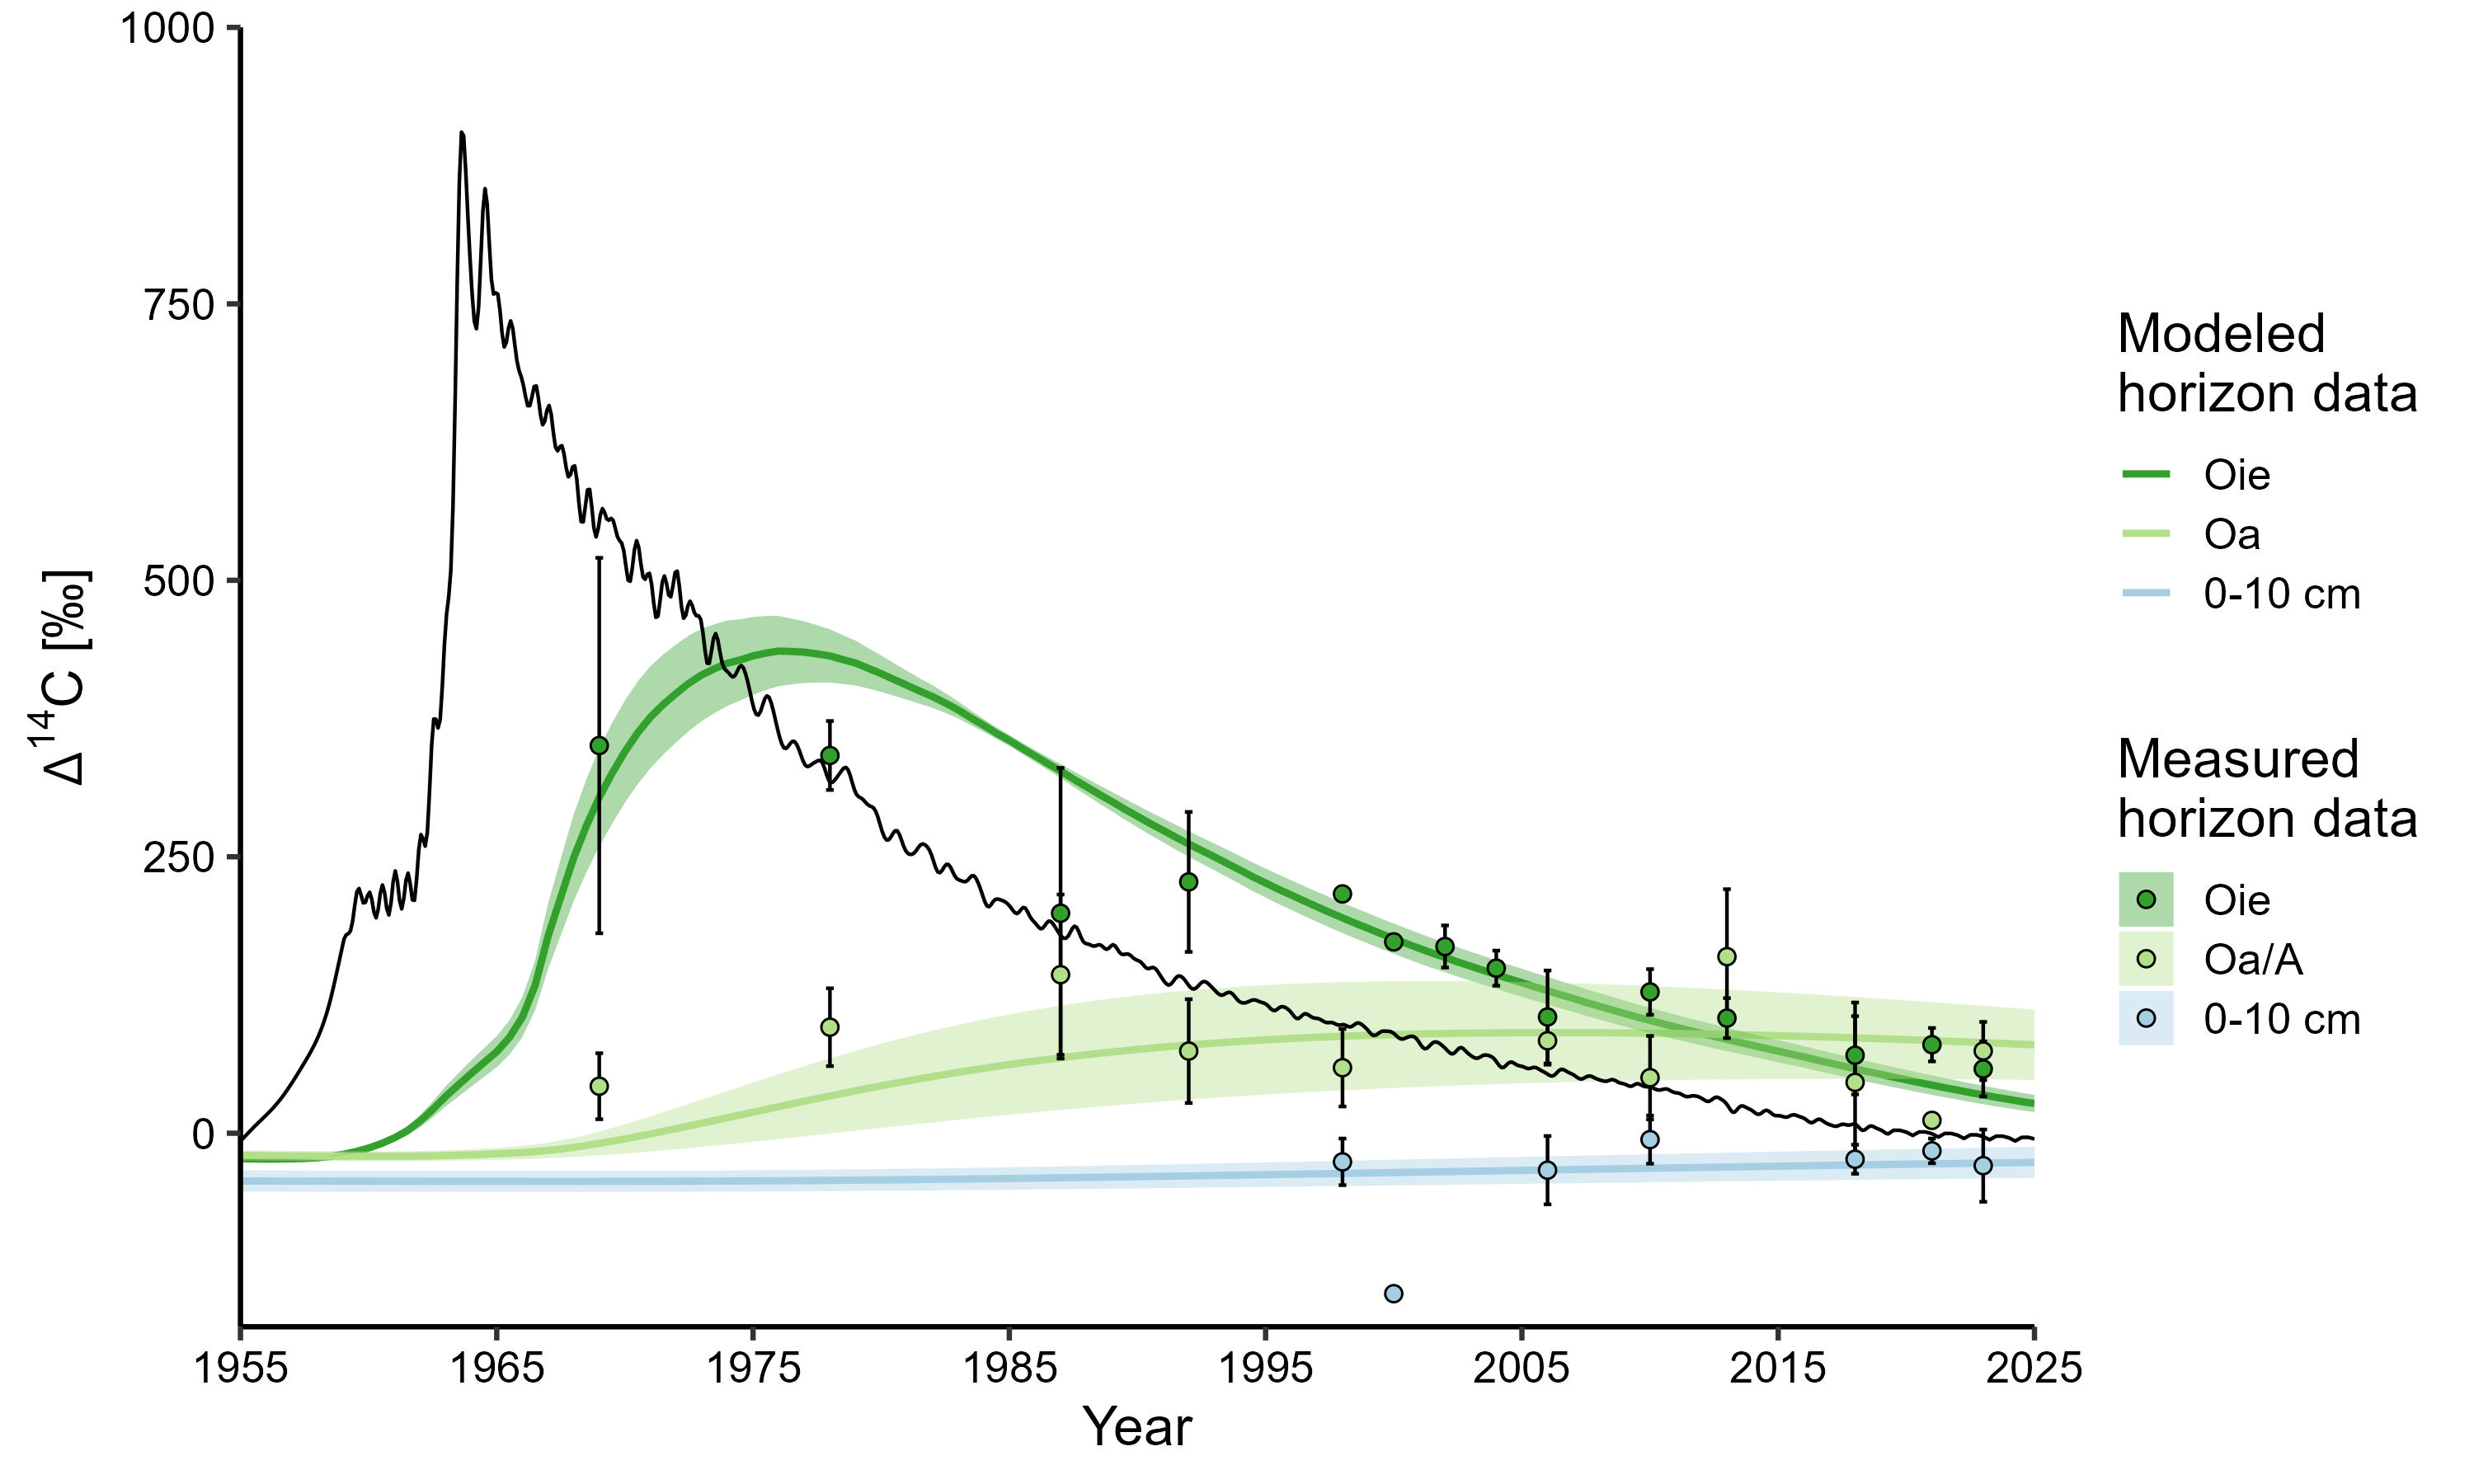 1000
750
500
250
0
Δ ¹⁴C [‰]
1955 1965 1975 1985 1995 2005 2015 2025
Year
Modeled
horizon data
Oie
Oa
0-10 cm
Measured
horizon data
Oie
Oa/A
0-10 cm